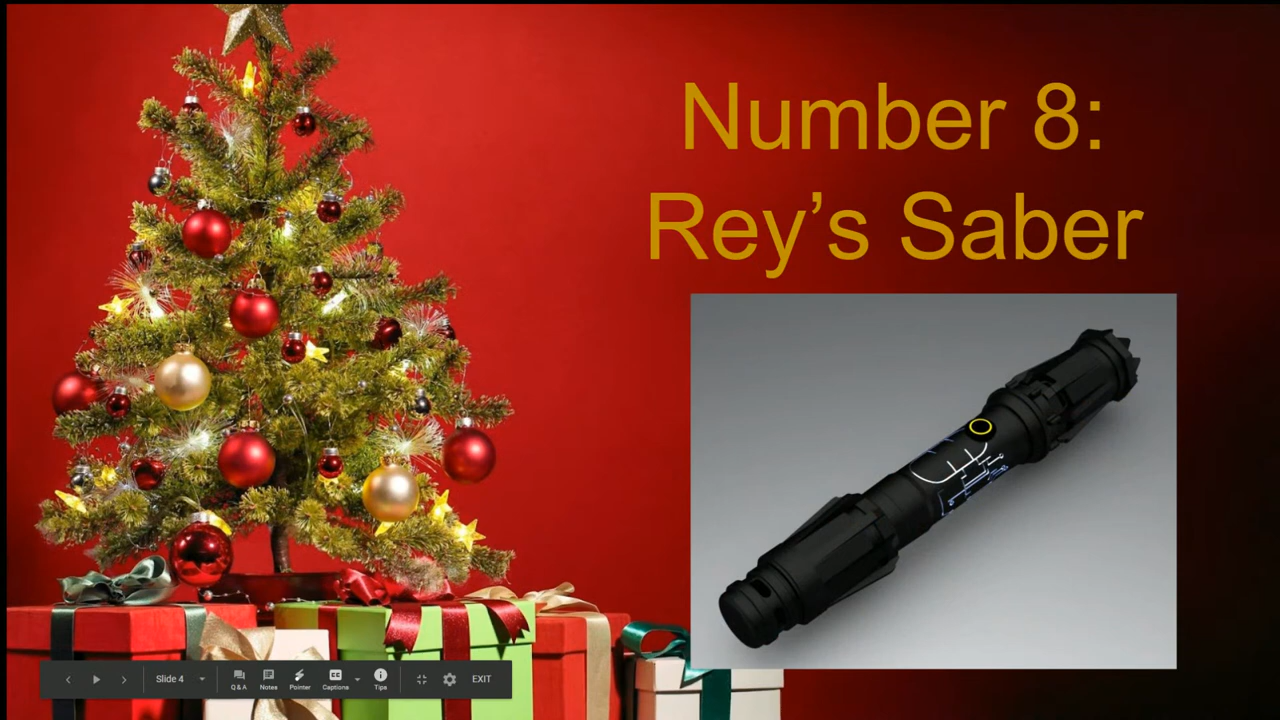 Number 8:
Rey’s Saber
Slide 4
Q & A
Notes
Pointer
Captions
Tips
EXIT